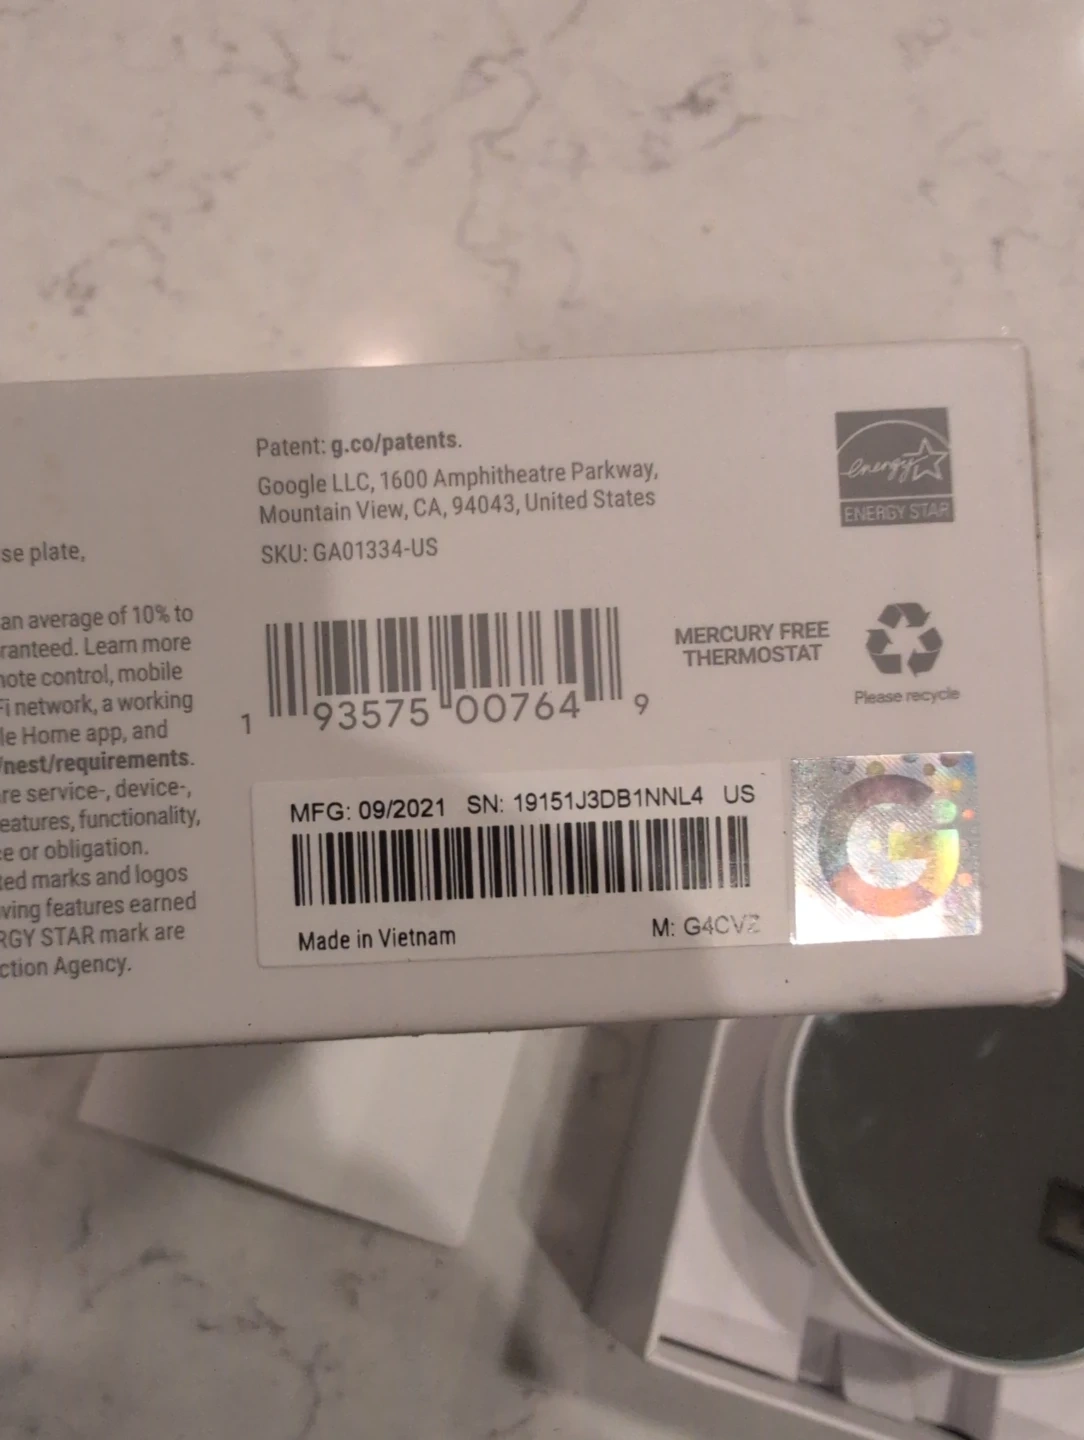 se plate,
an average of 10% to
ranteed. Learn more
note control, mobile
Fi network, a working
le Home app, and
/nest/requirements.
re service-, device-,
eatures, functionality,
ce or obligation.
ted marks and logos
ving features earned
RGY STAR mark are
ction Agency.
Patent: g.co/patents.
Google LLC, 1600 Amphitheatre Parkway,
Mountain View, CA, 94043, United States
SKU: GA01334-US
1 93575 00764 9
energy
ENERGY STAR
MERCURY FREE
THERMOSTAT
Please recycle
MFG: 09/2021 SN: 19151J3DB1NNL4 US
Made in Vietnam M: G4CVZ
G